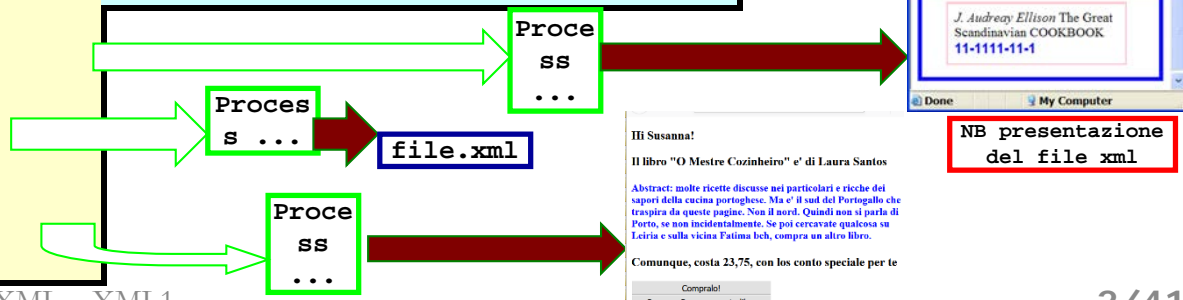 J. Audreay Ellison The Great
Scandinavian COOKBOOK
11-1111-11-1
Done
My Computer
NB presentazione
del file xml
Proce
ss
...
Proces
s ...
file.xml
Proce
ss
...
Hi Susanna!
Il libro "O Mestre Cozinheiro" e' di Laura Santos
Abstract: molte ricette discusse nei particolari e ricche dei
sapori della cucina portoghese. Ma e' il sud del Portogallo che
traspira da queste pagine. Non il nord. Quindi non si parla di
Porto, se non incidentalmente. Se poi cercavate qualcosa su
Leiria e sulla vicina Fatima beh, compra un altro libro.
Comunque, costa 23,75, con los conto speciale per te
Compralo!